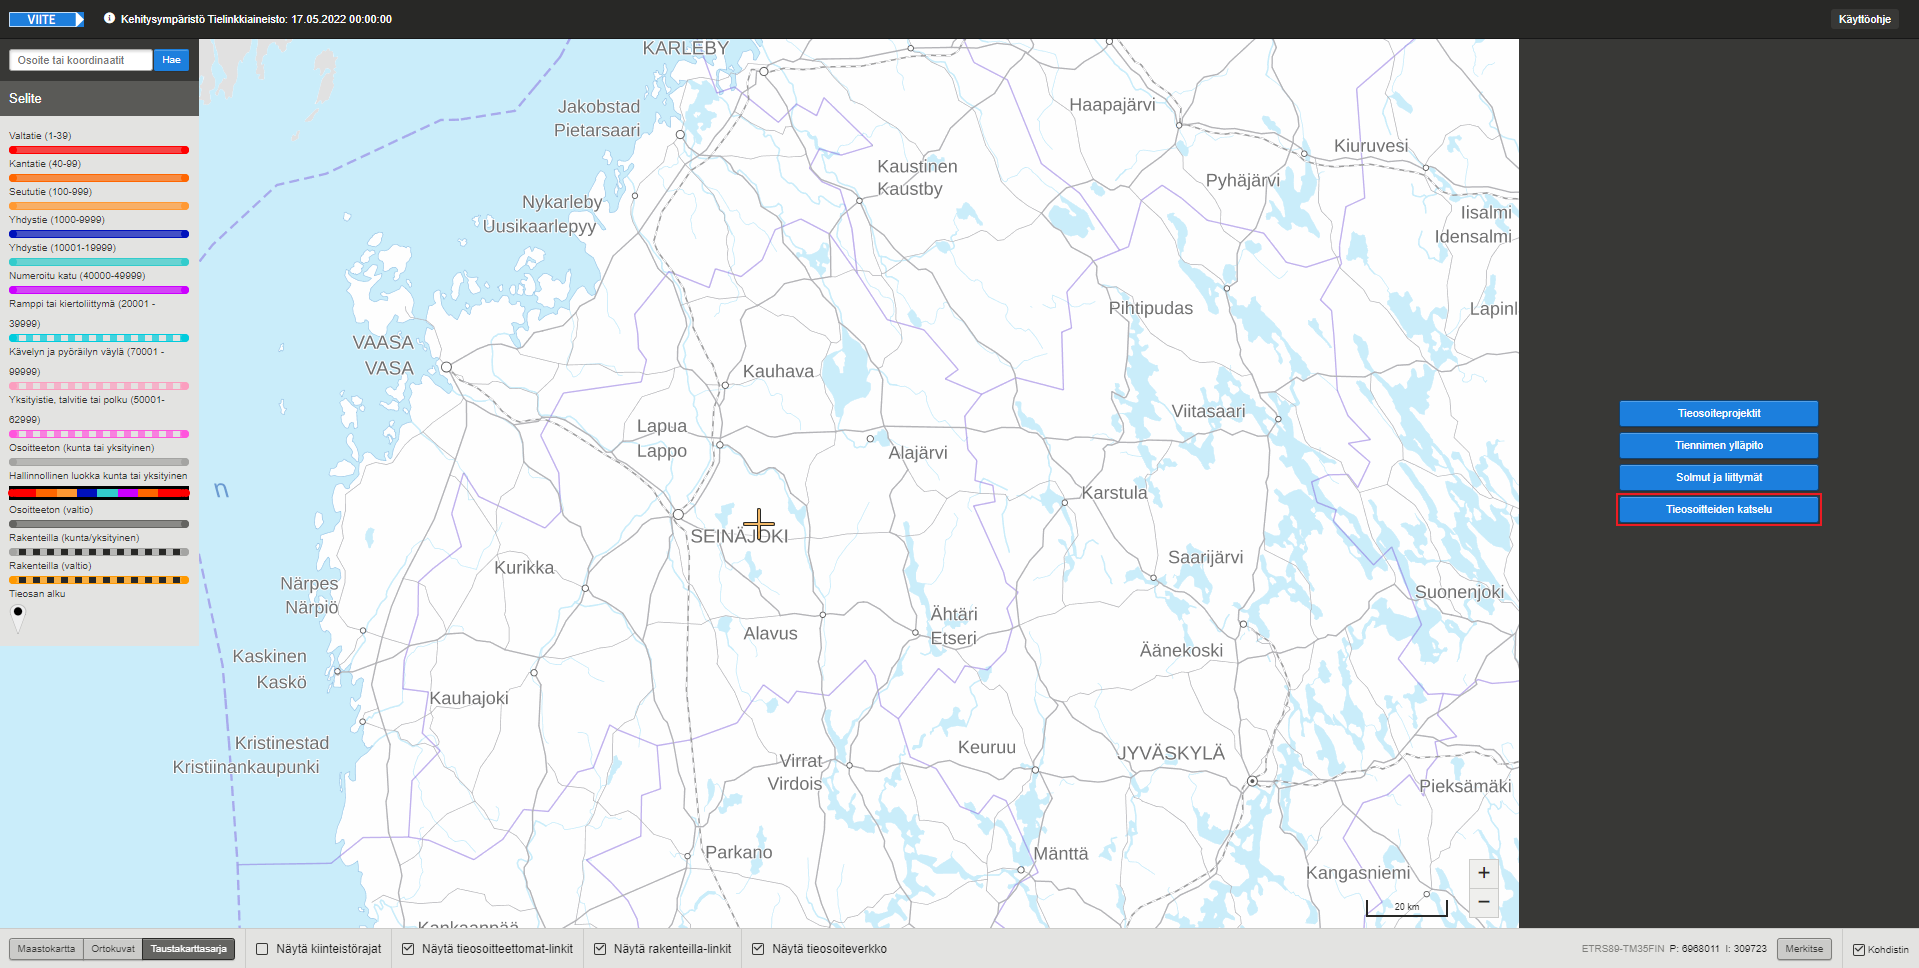 VIITE
Kehitysympäristö Tielinkkiaineisto: 17.05.2022 00:00:00
Käyttöohje
Osoite tai koordinaatit
Hae
Selite
Valtatie (1-39)
Kantatie (40-99)
Seututie (100-999)
Yhdystie (1000-9999)
Yhdystie (10001-19999)
Numeroitu katu (40000-49999)
Ramppi tai kiertoliittymä (20001 -
39999)
Kävelyn ja pyöräilyn väylä (70001 -
99999)
Yksityistie, talvitie tai polku (50001-
62999)
Osoitteeton (kunta tai yksityinen)
Hallinnollinen luokka kunta tai yksityinen
Osoitteeton (valtio)
Rakenteilla (kunta/yksityinen)
Rakenteilla (valtio)
Tieosan alku
n
KARLEBY
Jakobstad
Pietarsaari
Haapajärvi
Kiuruvesi
Kaustinen
Kaustby
Pyhäjärvi
Nykarleby
Uusikaarlepyy
Iisalmi
Idensalmi
Pihtipudas
Lapinl
VAASA
VASA
Kauhava
Viitasaari
Lapua
Lappo
Alajärvi
Karstula
SEINÄJOKI
Kurikka
Saarijärvi
Närpes
Närpiö
Suonenjoki
Ähtäri
Etseri
Alavus
Äänekoski
Kaskinen
Kaskö
Kauhajoki
Kristinestad
Kristiinankaupunki
Keuruu
JYVÄSKYLÄ
Virrat
Virdois
Pieksämäki
Parkano
Mänttä
Kangasniemi
Kankaanpää
+
−
20 km
Tieosoiteprojektit
Tiennimen ylläpito
Solmut ja liittymät
Tieosoitteiden katselu
Maastokartta
Ortokuvat
Taustakarttasarja
Näytä kiinteistörajat
Näytä tieosoitteettomat-linkit
Näytä rakenteilla-linkit
Näytä tieosoiteverkko
ETRS89-TM35FIN P: 6968011 I: 309723
Merkitse
Kohdistin